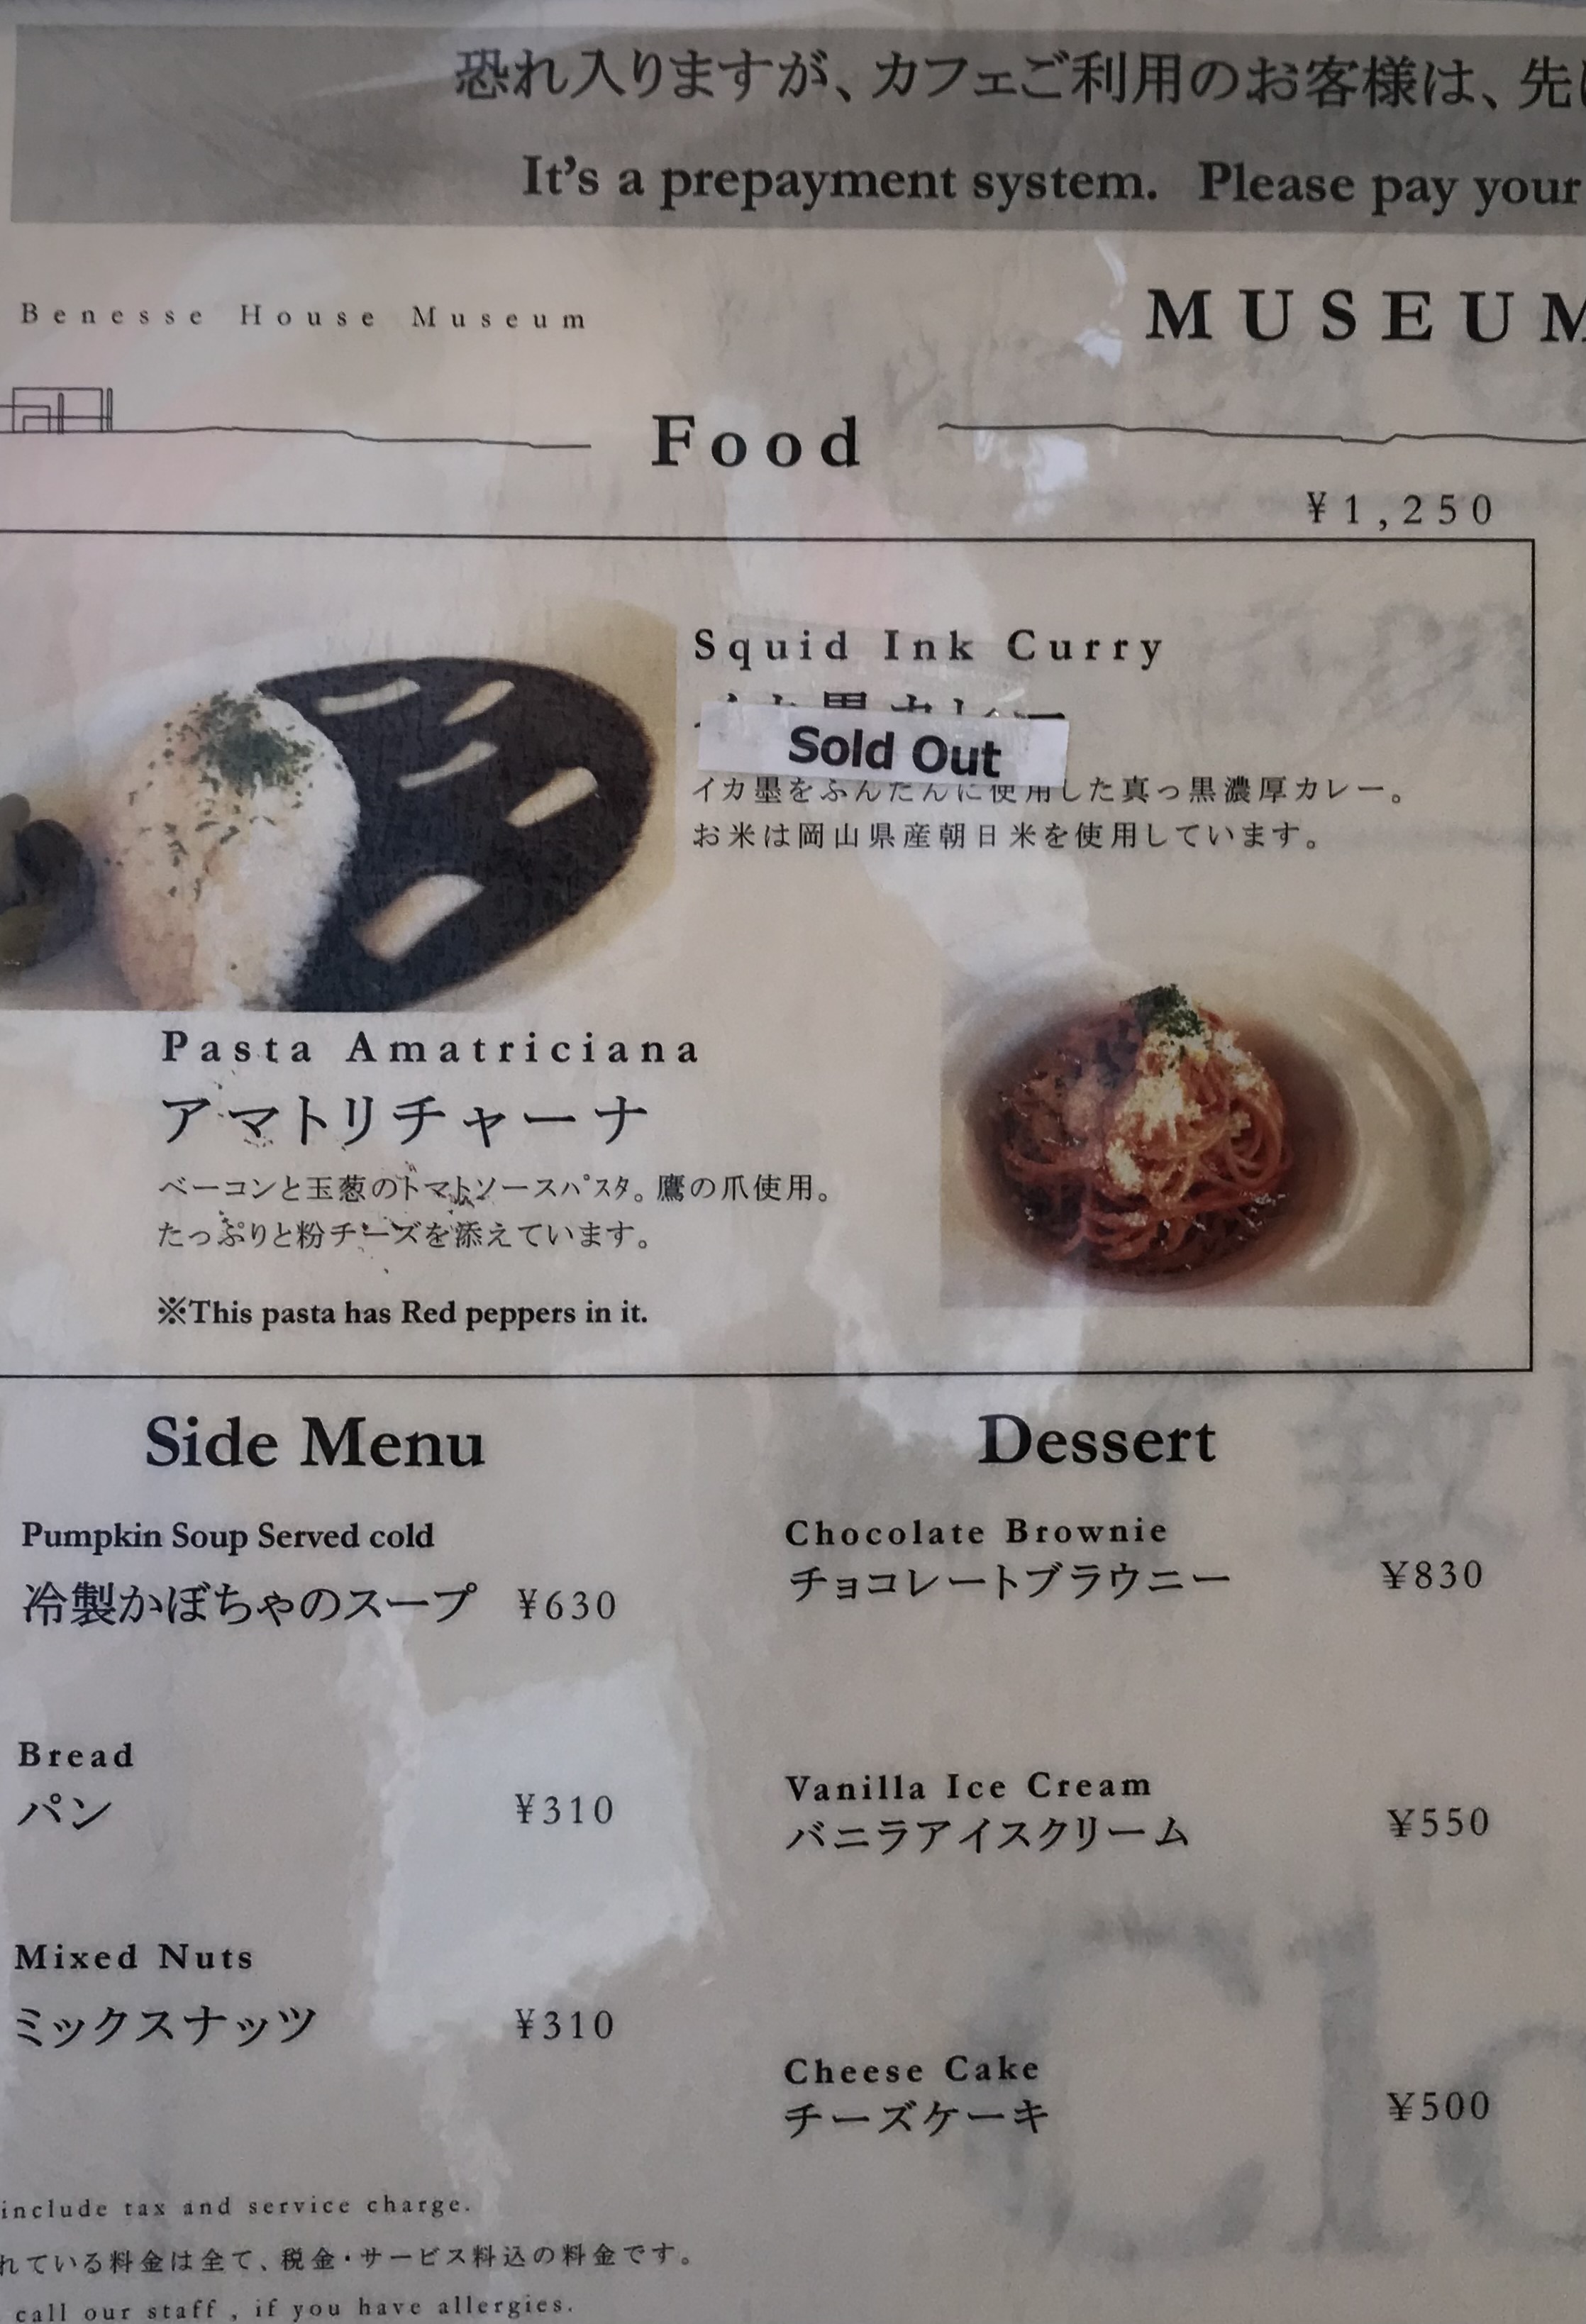 恐れ入りますが、カフェご利用のお客様は、先に
It's a prepayment system. Please pay your
Benesse House Museum
MUSEUM
Food
¥1,250
Squid Ink Curry
Sold Out
イカ墨をふんだんに使用した真っ黒濃厚カレー。
お米は岡山県産朝日米を使用しています。
Pasta Amatriciana
アマトリチャーナ
ベーコンと玉葱のトマトソースパスタ。鷹の爪使用。
たっぷりと粉チーズを添えています。
※This pasta has Red peppers in it.
Side Menu
Pumpkin Soup Served cold
冷製かぼちゃのスープ ¥630
Bread
パン ¥310
Mixed Nuts
ミックスナッツ ¥310
Dessert
Chocolate Brownie
チョコレートブラウニー ¥830
Vanilla Ice Cream
バニラアイスクリーム ¥550
Cheese Cake
チーズケーキ ¥500
include tax and service charge.
れている料金は全て、税金・サービス料込の料金です。
call our staff , if you have allergies.